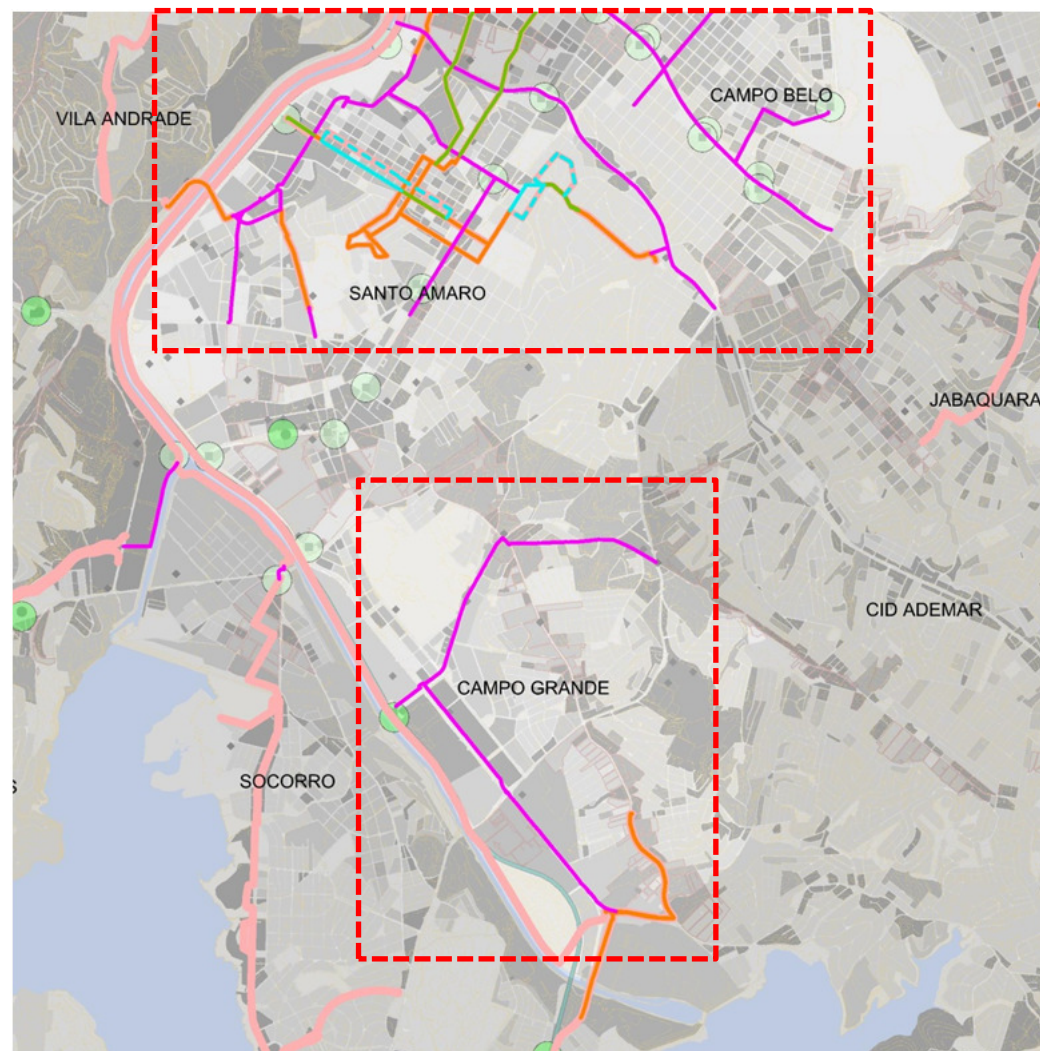 CAMPO BELO
VILA ANDRADE
SANTO AMARO
JABAQUARA
CID ADEMAR
CAMPO GRANDE
SOCORRO
S